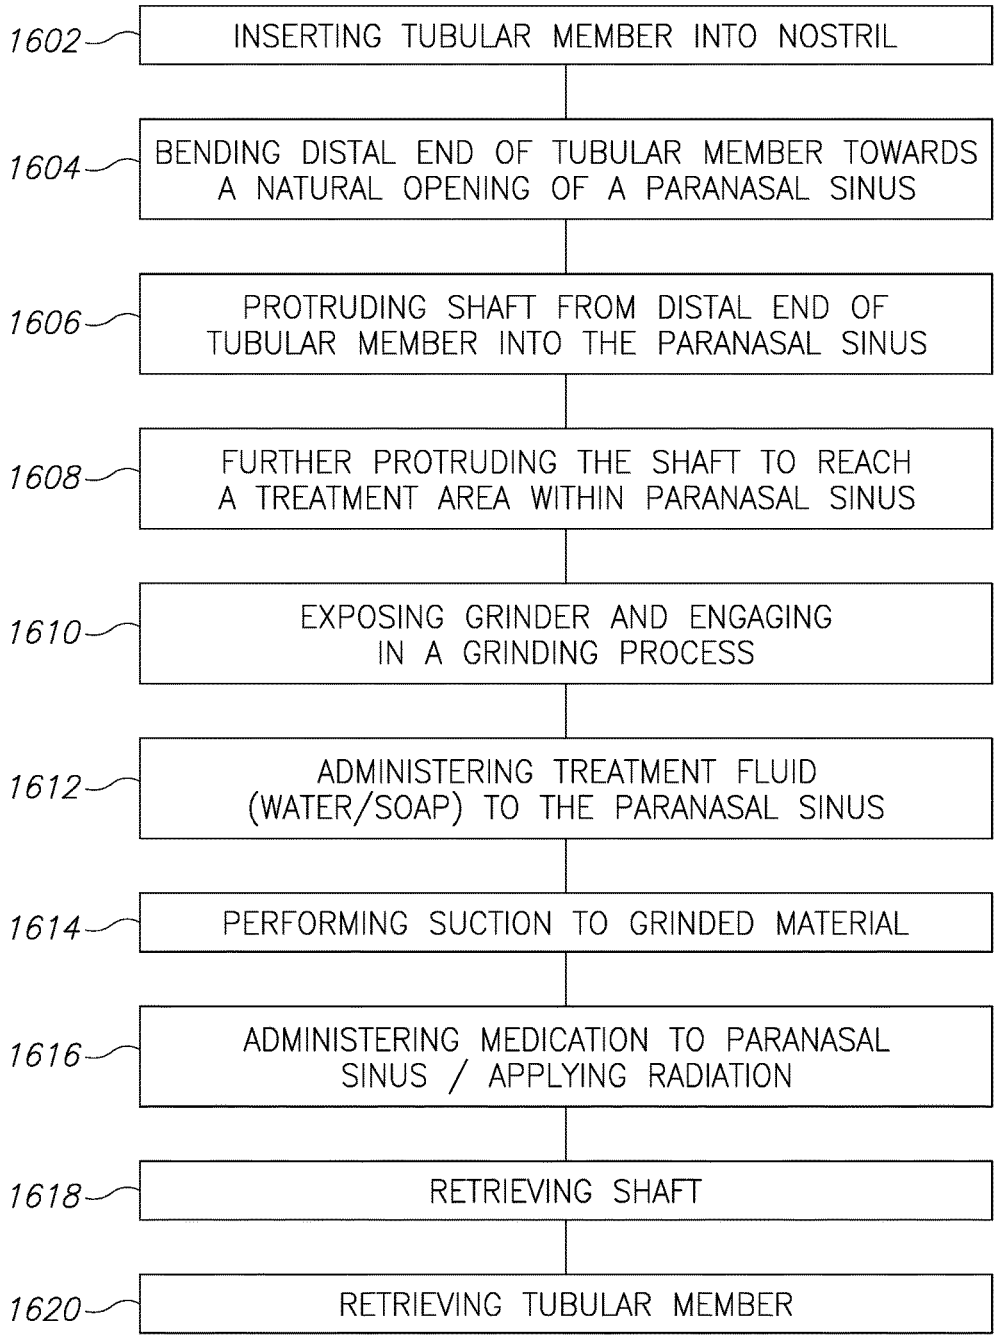 1602 INSERTING TUBULAR MEMBER INTO NOSTRIL
1604 BENDING DISTAL END OF TUBULAR MEMBER TOWARDS
A NATURAL OPENING OF A PARANASAL SINUS
1606 PROTRUDING SHAFT FROM DISTAL END OF
TUBULAR MEMBER INTO THE PARANASAL SINUS
1608 FURTHER PROTRUDING THE SHAFT TO REACH
A TREATMENT AREA WITHIN PARANASAL SINUS
1610 EXPOSING GRINDER AND ENGAGING
IN A GRINDING PROCESS
1612 ADMINISTERING TREATMENT FLUID
(WATER/SOAP) TO THE PARANASAL SINUS
1614 PERFORMING SUCTION TO GRINDED MATERIAL
1616 ADMINISTERING MEDICATION TO PARANASAL
SINUS / APPLYING RADIATION
1618 RETRIEVING SHAFT
1620 RETRIEVING TUBULAR MEMBER